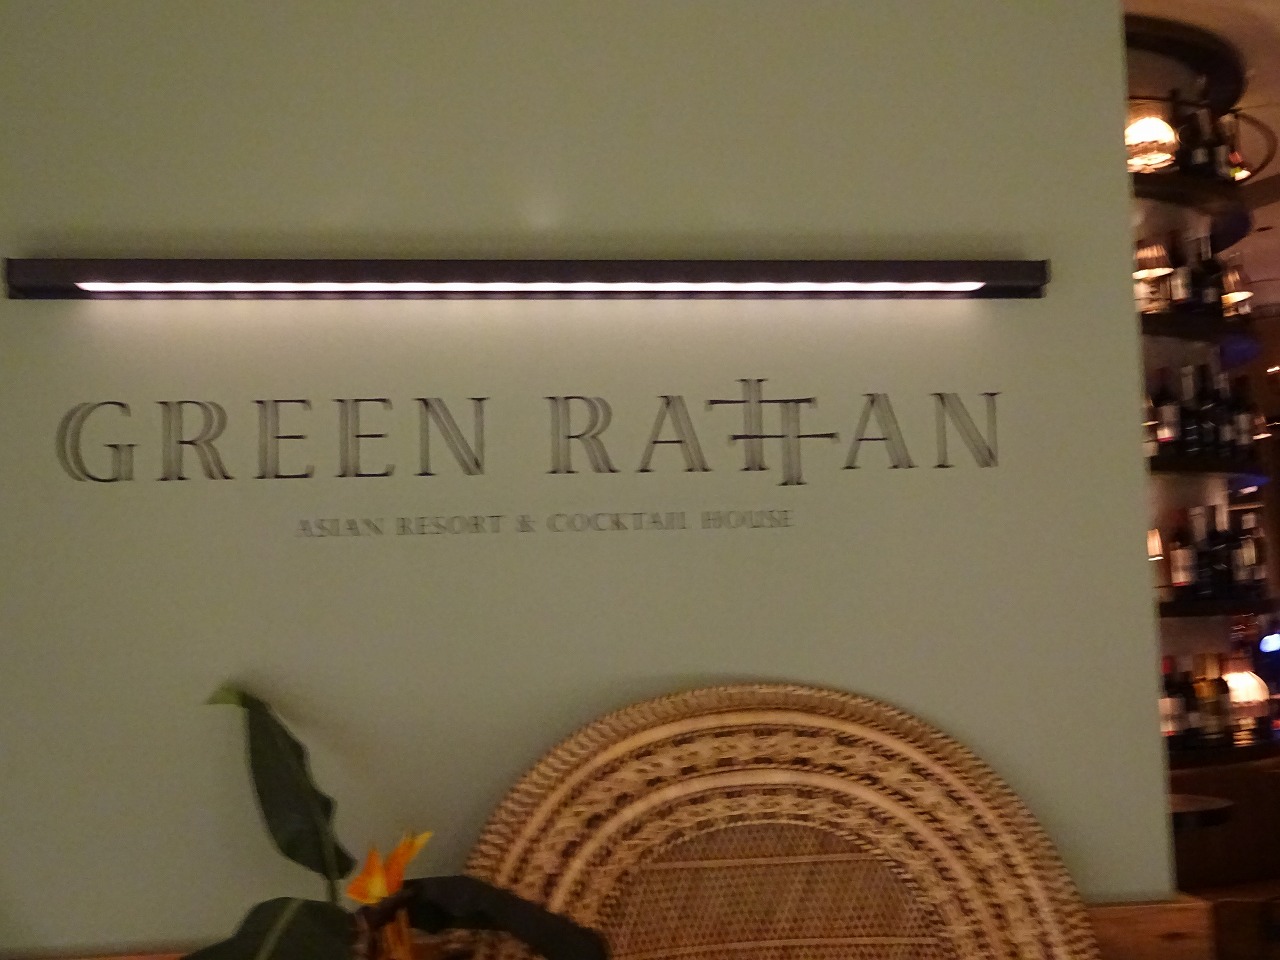 GREEN RATTAN
ASIAN RESORT & COCKTAIL HOUSE